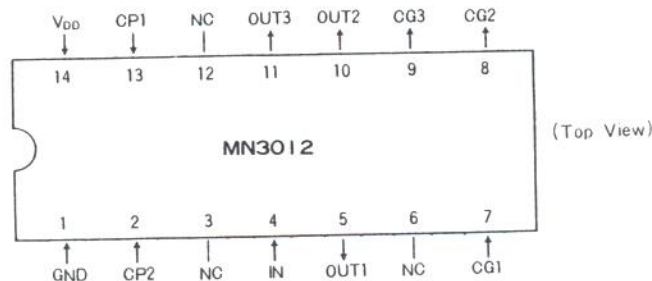 VDD CP1 NC OUT3 OUT2 CG3 CG2
14 13 12 11 10 9 8
MN3012
(Top View)
1 2 3 4 5 6 7
GND CP2 NC IN OUT1 NC CG1